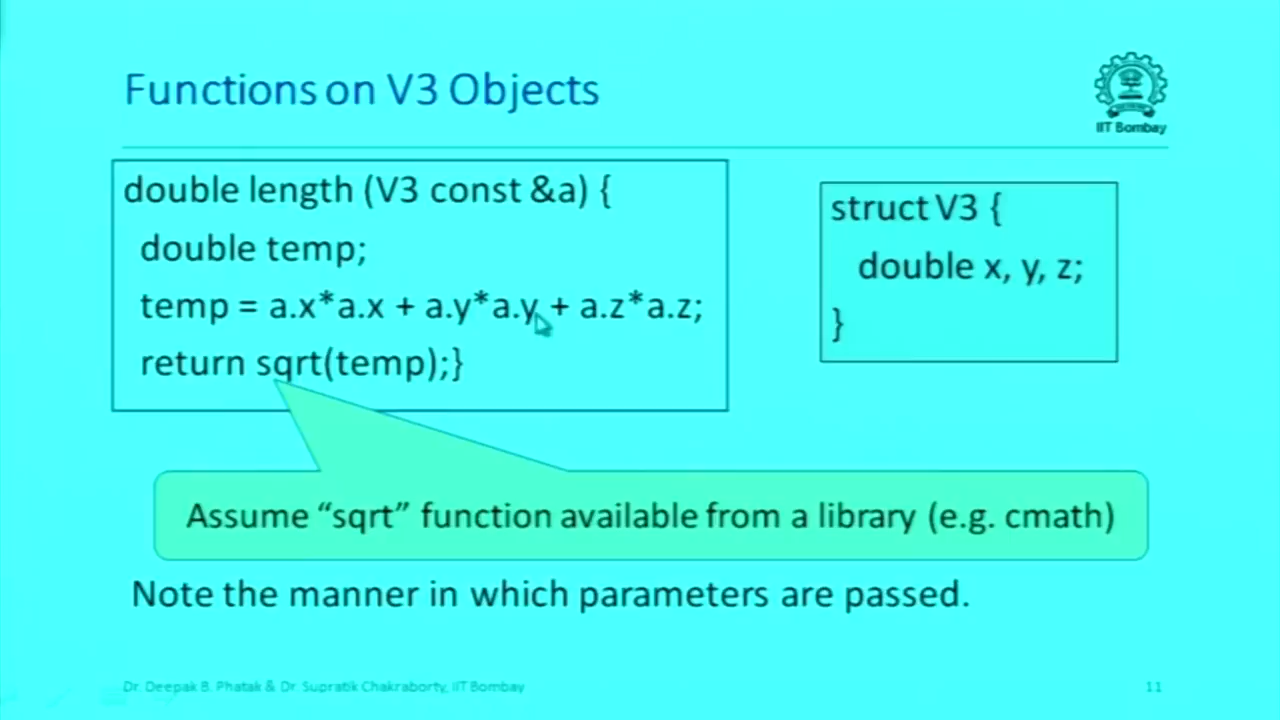 Functions on V3 Objects
IIT Bombay
double length (V3 const &a) {
double temp;
temp = a.x*a.x + a.y*a.y + a.z*a.z;
return sqrt(temp);}
struct V3 {
double x, y, z;
}
Assume “sqrt” function available from a library (e.g. cmath)
Note the manner in which parameters are passed.
Dr. Deepak B. Phatak & Dr. Supratik Chakraborty, IIT Bombay
11